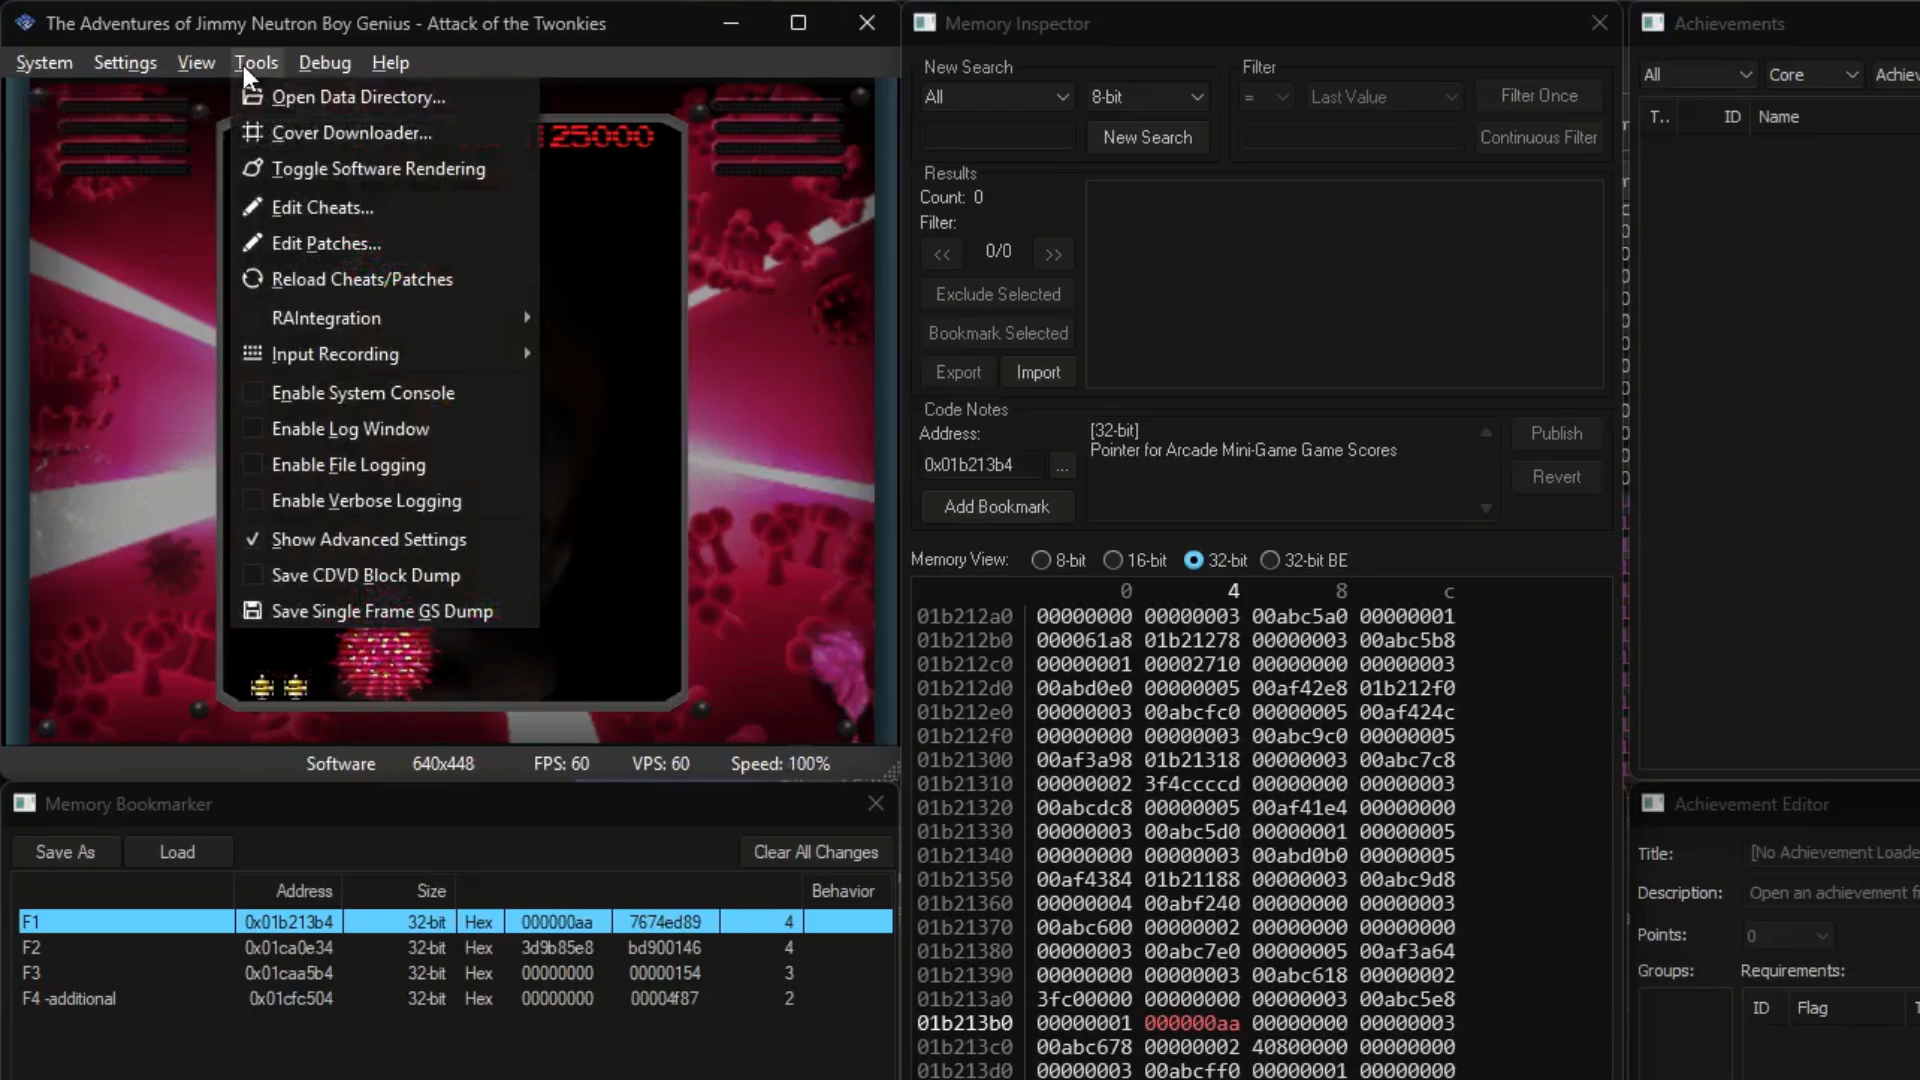 The Adventures of Jimmy Neutron Boy Genius - Attack of the Twonkies
System Settings View Tools Debug Help
Open Data Directory...
Cover Downloader...
Toggle Software Rendering
Edit Cheats...
Edit Patches...
Reload Cheats/Patches
RAIntegration
Input Recording
Enable System Console
Enable Log Window
Enable File Logging
Enable Verbose Logging
Show Advanced Settings
Save CDVD Block Dump
Save Single Frame GS Dump
125000
Software 640x448 FPS: 60 VPS: 60 Speed: 100%
Memory Bookmarker
Save As Load Clear All Changes
Address Size Behavior
F1 0x01b213b4 32-bit Hex 000000aa 7674ed89 4
F2 0x01ca0e34 32-bit Hex 3d9b85e8 bd900146 4
F3 0x01caa5b4 32-bit Hex 00000000 00000154 3
F4 -additional 0x01cfc504 32-bit Hex 00000000 00004f87 2
Memory Inspector
New Search Filter
All 8-bit = Last Value Filter Once
New Search Continuous Filter
Results
Count: 0
Filter:
<< 0/0 >>
Exclude Selected
Bookmark Selected
Export Import
Code Notes
Address:
0x01b213b4 ...
Add Bookmark
[32-bit]
Pointer for Arcade Mini-Game Game Scores
Publish
Revert
Memory View: 8-bit 16-bit 32-bit 32-bit BE
0 4 8 c
01b212a0 00000000 00000003 00abc5a0 00000001
01b212b0 000061a8 01b21278 00000003 00abc5b8
01b212c0 00000001 00002710 00000000 00000003
01b212d0 00abd0e0 00000005 00af42e8 01b212f0
01b212e0 00000003 00abcfc0 00000005 00af424c
01b212f0 00000000 00000003 00abc9c0 00000005
01b21300 00af3a98 01b21318 00000003 00abc7c8
01b21310 00000002 3f4ccccd 00000000 00000003
01b21320 00abcdc8 00000005 00af41e4 00000000
01b21330 00000003 00abc5d0 00000001 00000005
01b21340 00000000 00000003 00abd0b0 00000005
01b21350 00af4384 01b21188 00000003 00abc9d8
01b21360 00000004 00abf240 00000000 00000003
01b21370 00abc600 00000002 00000000 00000000
01b21380 00000003 00abc7e0 00000005 00af3a64
01b21390 00000000 00000003 00abc618 00000002
01b213a0 3fc00000 00000000 00000003 00abc5e8
01b213b0 00000001 000000aa 00000000 00000003
01b213c0 00abc678 00000002 40800000 00000000
01b213d0 00000003 00abcff0 00000001 00000000
Achievements
All Core Achiev
T.. ID Name
Achievement Editor
Title: [No Achievement Loade
Description: Open an achievement f
Points: 0
Groups: Requirements:
ID Flag T